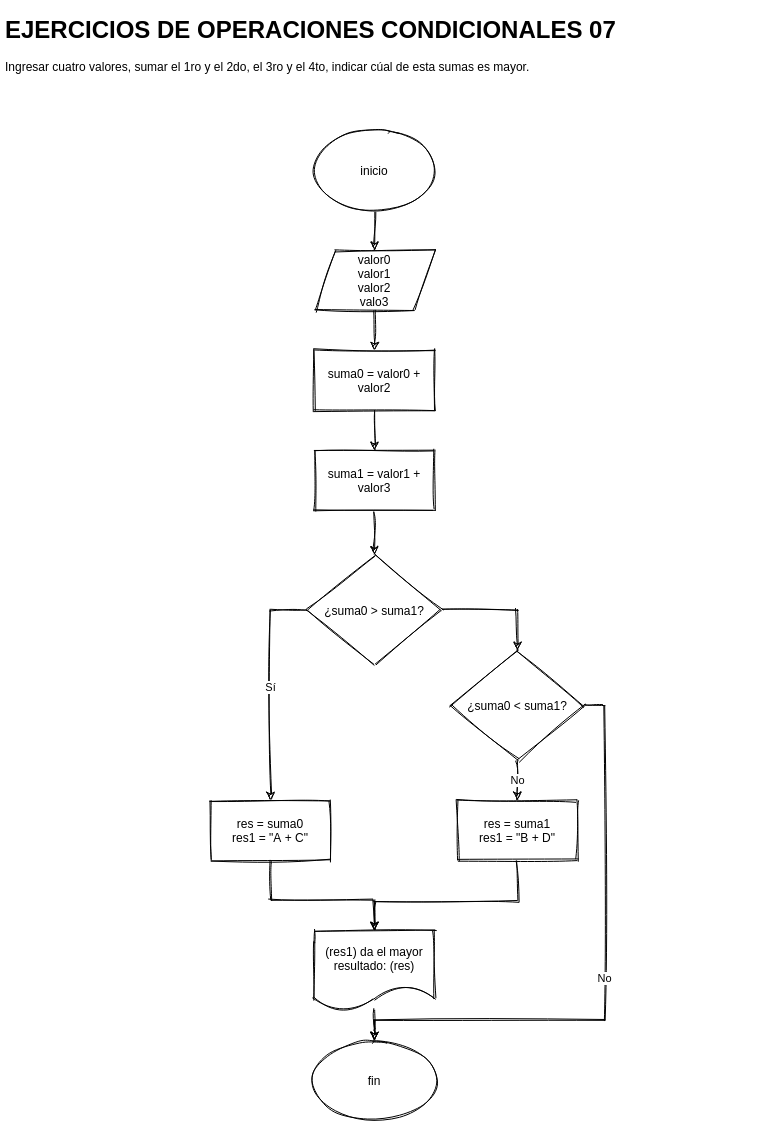 EJERCICIOS DE OPERACIONES CONDICIONALES 07
Ingresar cuatro valores, sumar el 1ro y el 2do, el 3ro y el 4to, indicar cúal de esta sumas es mayor.
inicio
valor0
valor1
valor2
valo3
suma0 = valor0 +
valor2
suma1 = valor1 +
valor3
¿suma0 > suma1?
Sí
¿suma0 < suma1?
No
res = suma0
res1 = "A + C"
res = suma1
res1 = "B + D"
(res1) da el mayor
resultado: (res)
No
fin